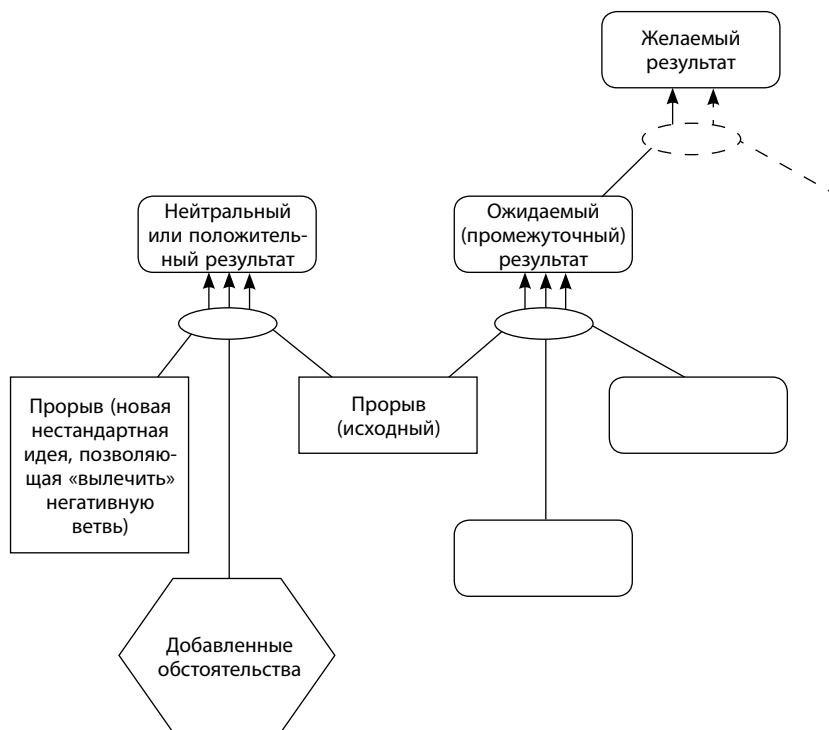 Желаемый
результат
Нейтральный
или положитель-
ный результат
Ожидаемый
(промежуточный)
результат
Прорыв (новая
нестандартная
идея, позволяю-
щая «вылечить»
негативную
ветвь)
Прорыв
(исходный)
Добавленные
обстоятельства